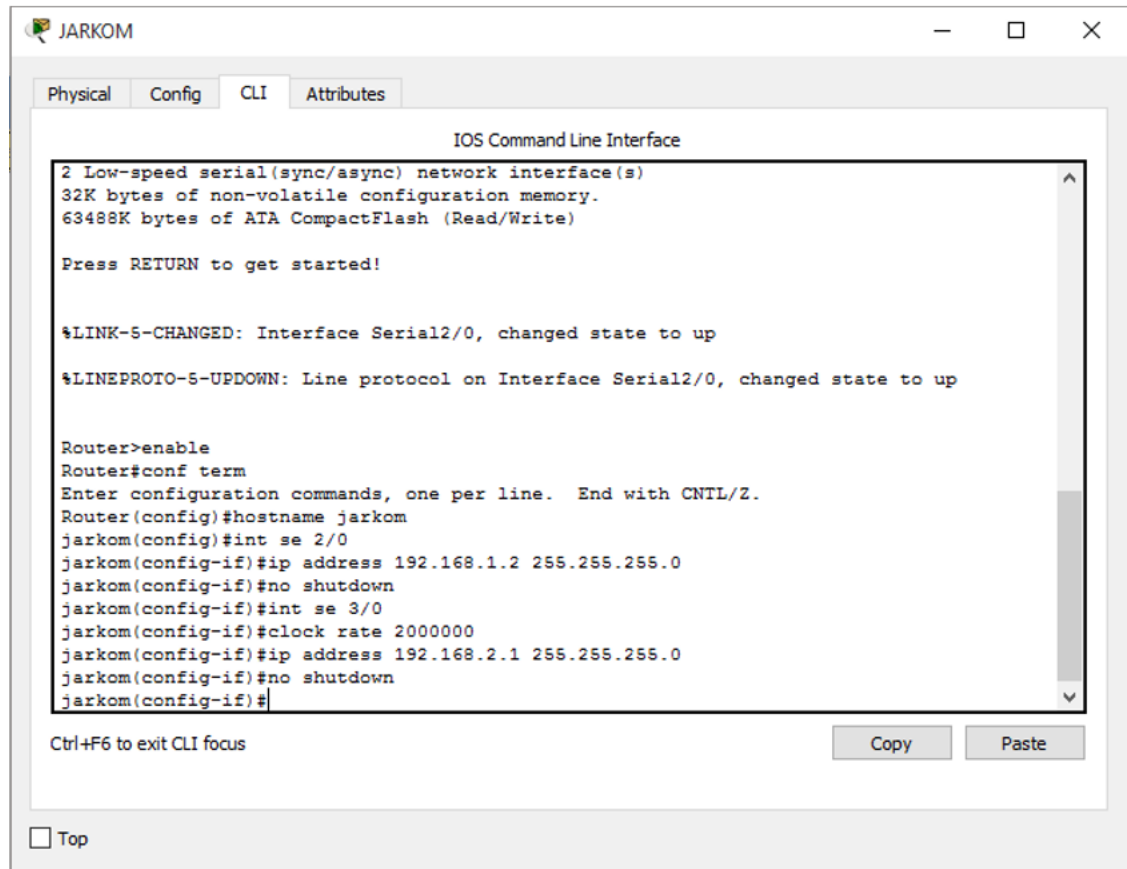 JARKOM
Physical Config CLI Attributes
IOS Command Line Interface
2 Low-speed serial(sync/async) network interface(s)
32K bytes of non-volatile configuration memory.
63488K bytes of ATA CompactFlash (Read/Write)
Press RETURN to get started!
%LINK-5-CHANGED: Interface Serial2/0, changed state to up
%LINEPROTO-5-UPDOWN: Line protocol on Interface Serial2/0, changed state to up
Router>enable
Router#conf term
Enter configuration commands, one per line.  End with CNTL/Z.
Router(config)#hostname jarkom
jarkom(config)#int se 2/0
jarkom(config-if)#ip address 192.168.1.2 255.255.255.0
jarkom(config-if)#no shutdown
jarkom(config-if)#int se 3/0
jarkom(config-if)#clock rate 2000000
jarkom(config-if)#ip address 192.168.2.1 255.255.255.0
jarkom(config-if)#no shutdown
jarkom(config-if)#
Ctrl+F6 to exit CLI focus
Copy Paste
Top